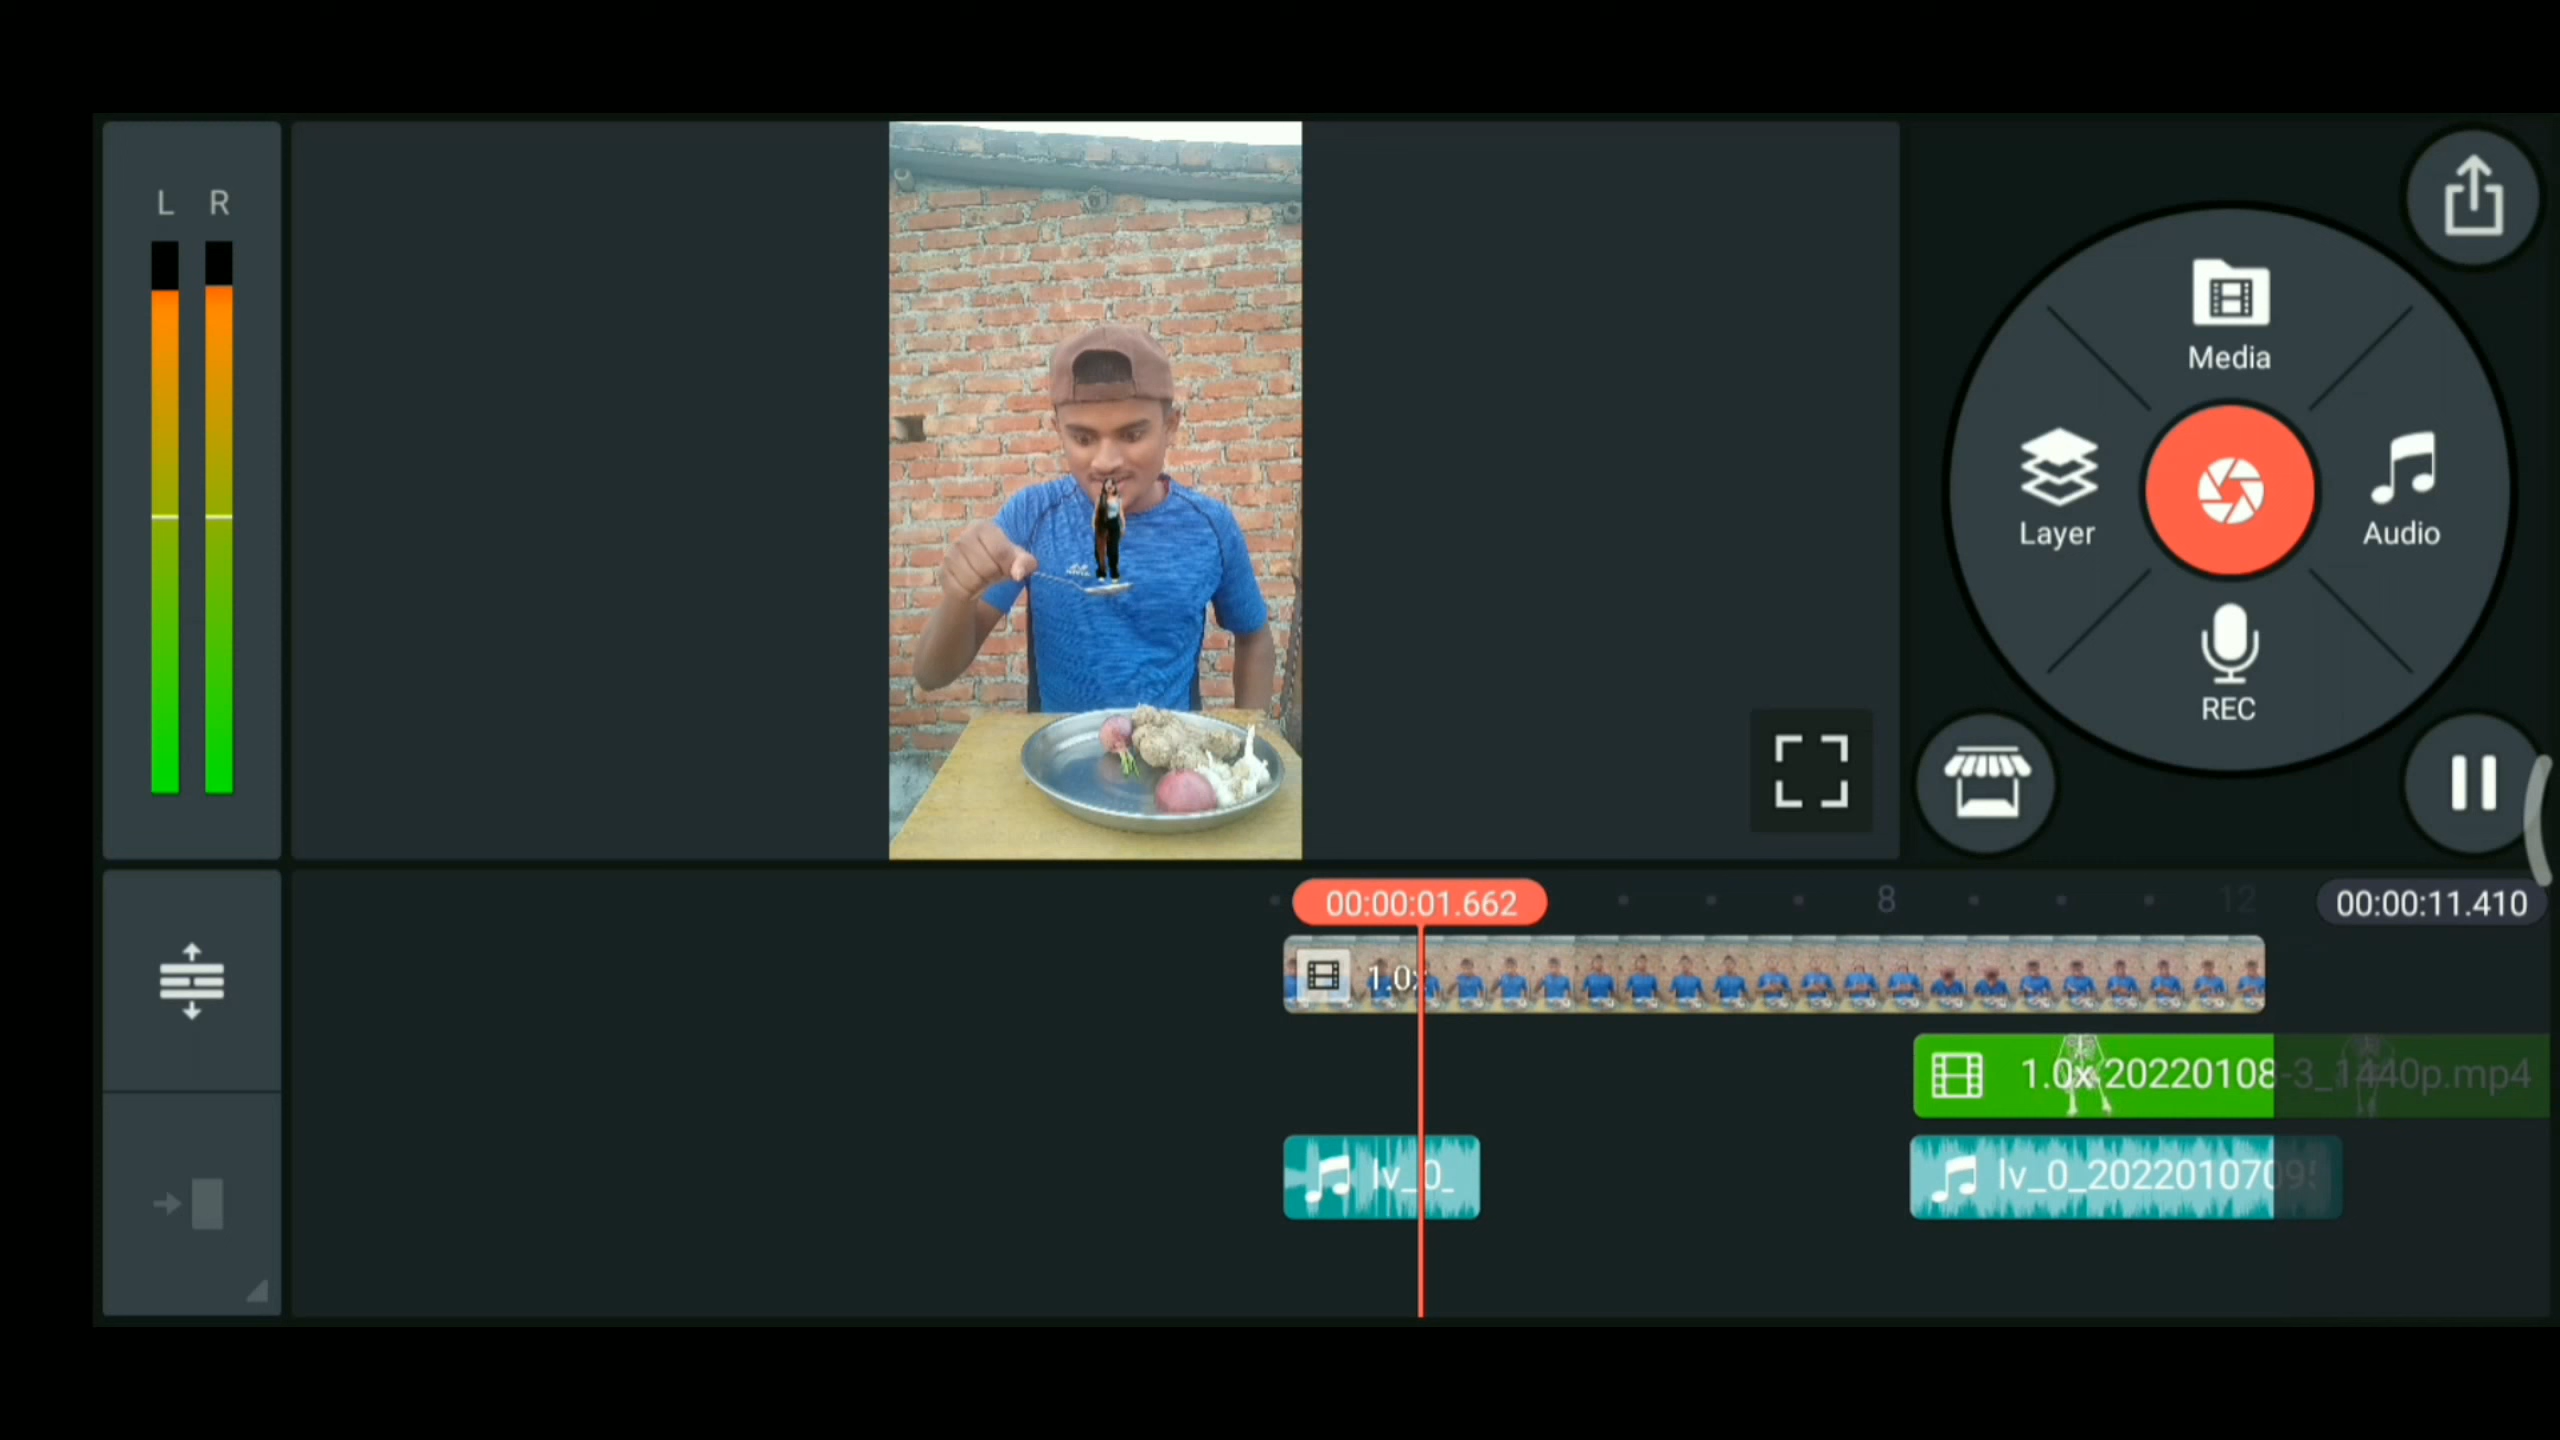 L R
Media
Layer
Audio
REC
00:00:01.662
8
12
00:00:11.410
1.0x
1.0x 20220108-3_1440p.mp4
lv_0_
lv_0_2022010709